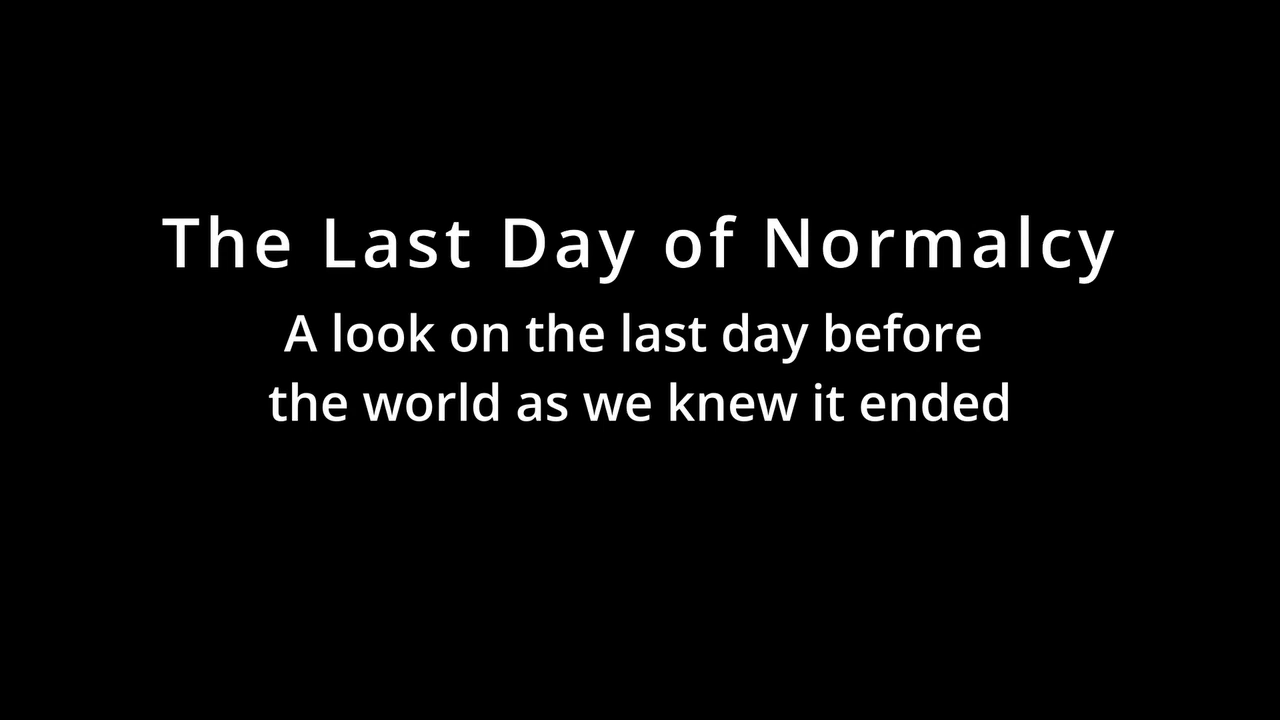 The Last Day of Normalcy
A look on the last day before
the world as we knew it ended